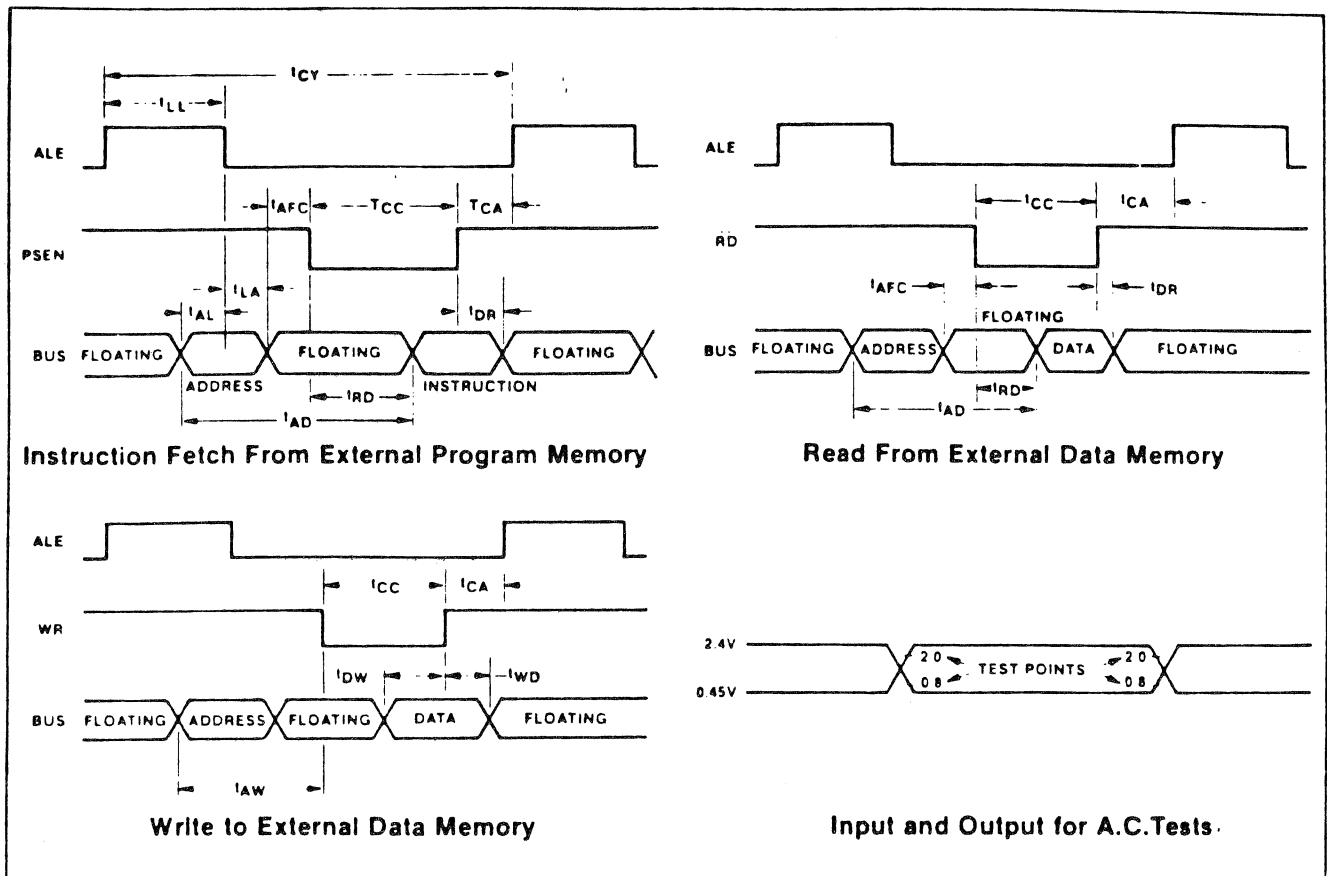 tCY
tLL
ALE
tAFC TCC TCA
PSEN
tLA
tAL tDR
BUS FLOATING FLOATING FLOATING
ADDRESS tRD INSTRUCTION
tAD
Instruction Fetch From External Program Memory
ALE
tCC tCA
RD
tAFC tDR
FLOATING
BUS FLOATING ADDRESS DATA FLOATING
tRD
tAD
Read From External Data Memory
ALE
tCC tCA
WR
tDW tWD
BUS FLOATING ADDRESS FLOATING DATA FLOATING
tAW
Write to External Data Memory
2.4V
2.0 TEST POINTS 2.0
0.8 0.8
0.45V
Input and Output for A.C.Tests.